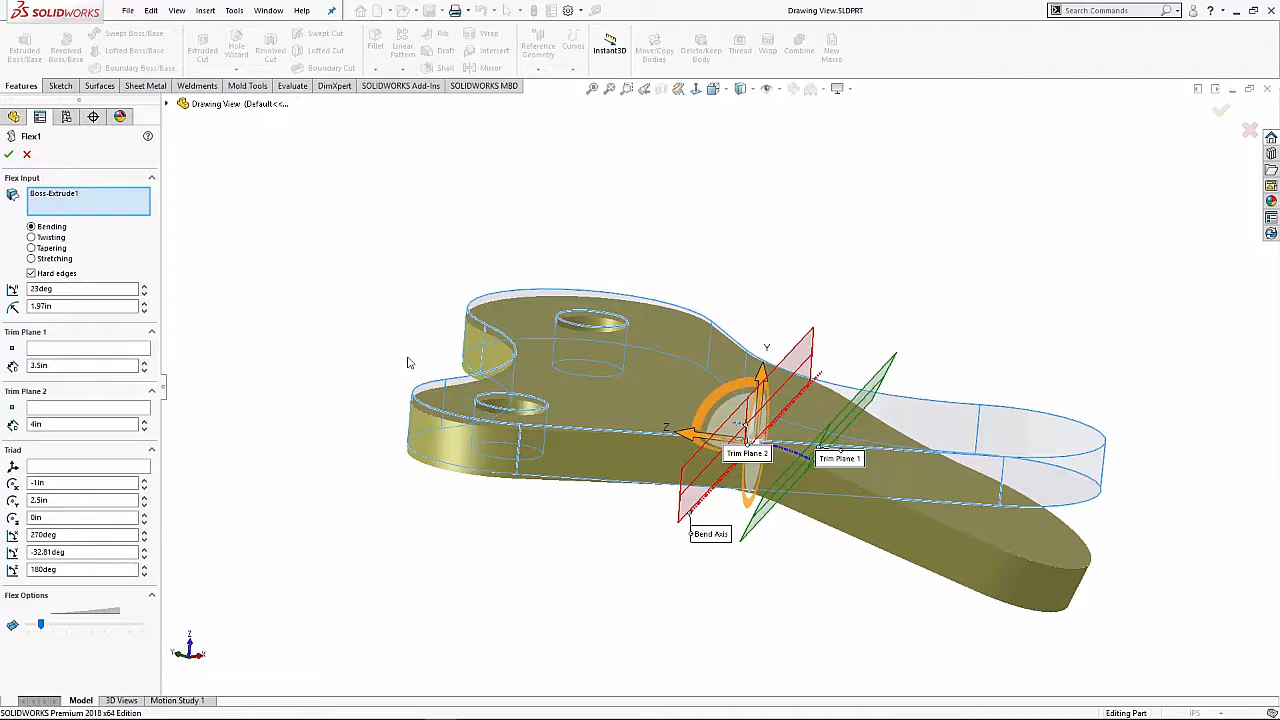 SOLIDWORKS File Edit View Insert Tools Window Help Drawing View.SLDPRT Search Commands
Extruded Boss/Base Revolved Boss/Base Swept Boss/Base Lofted Boss/Base Boundary Boss/Base Extruded Cut Hole Wizard Revolved Cut Swept Cut Lofted Cut Boundary Cut Fillet Linear Pattern Rib Draft Shell Wrap Intersect Mirror Reference Geometry Curves Instant3D Move/Copy Bodies Delete/Keep Body Thread Wrap Combine New Macro
Features Sketch Surfaces Sheet Metal Weldments Mold Tools Evaluate DimXpert SOLIDWORKS Add-Ins SOLIDWORKS MBD
Drawing View (Default<<...
Flex1
Flex Input
Boss-Extrude1
Bending
Twisting
Tapering
Stretching
Hard edges
23deg
1.97in
Trim Plane 1
3.5in
Trim Plane 2
4in
Triad
-1in
2.5in
0in
270deg
-32.81deg
180deg
Flex Options
Y
Z
Trim Plane 2
Trim Plane 1
Bend Axis
Z
Y
X
Model 3D Views Motion Study 1
SOLIDWORKS Premium 2018 x64 Edition Editing Part IPS